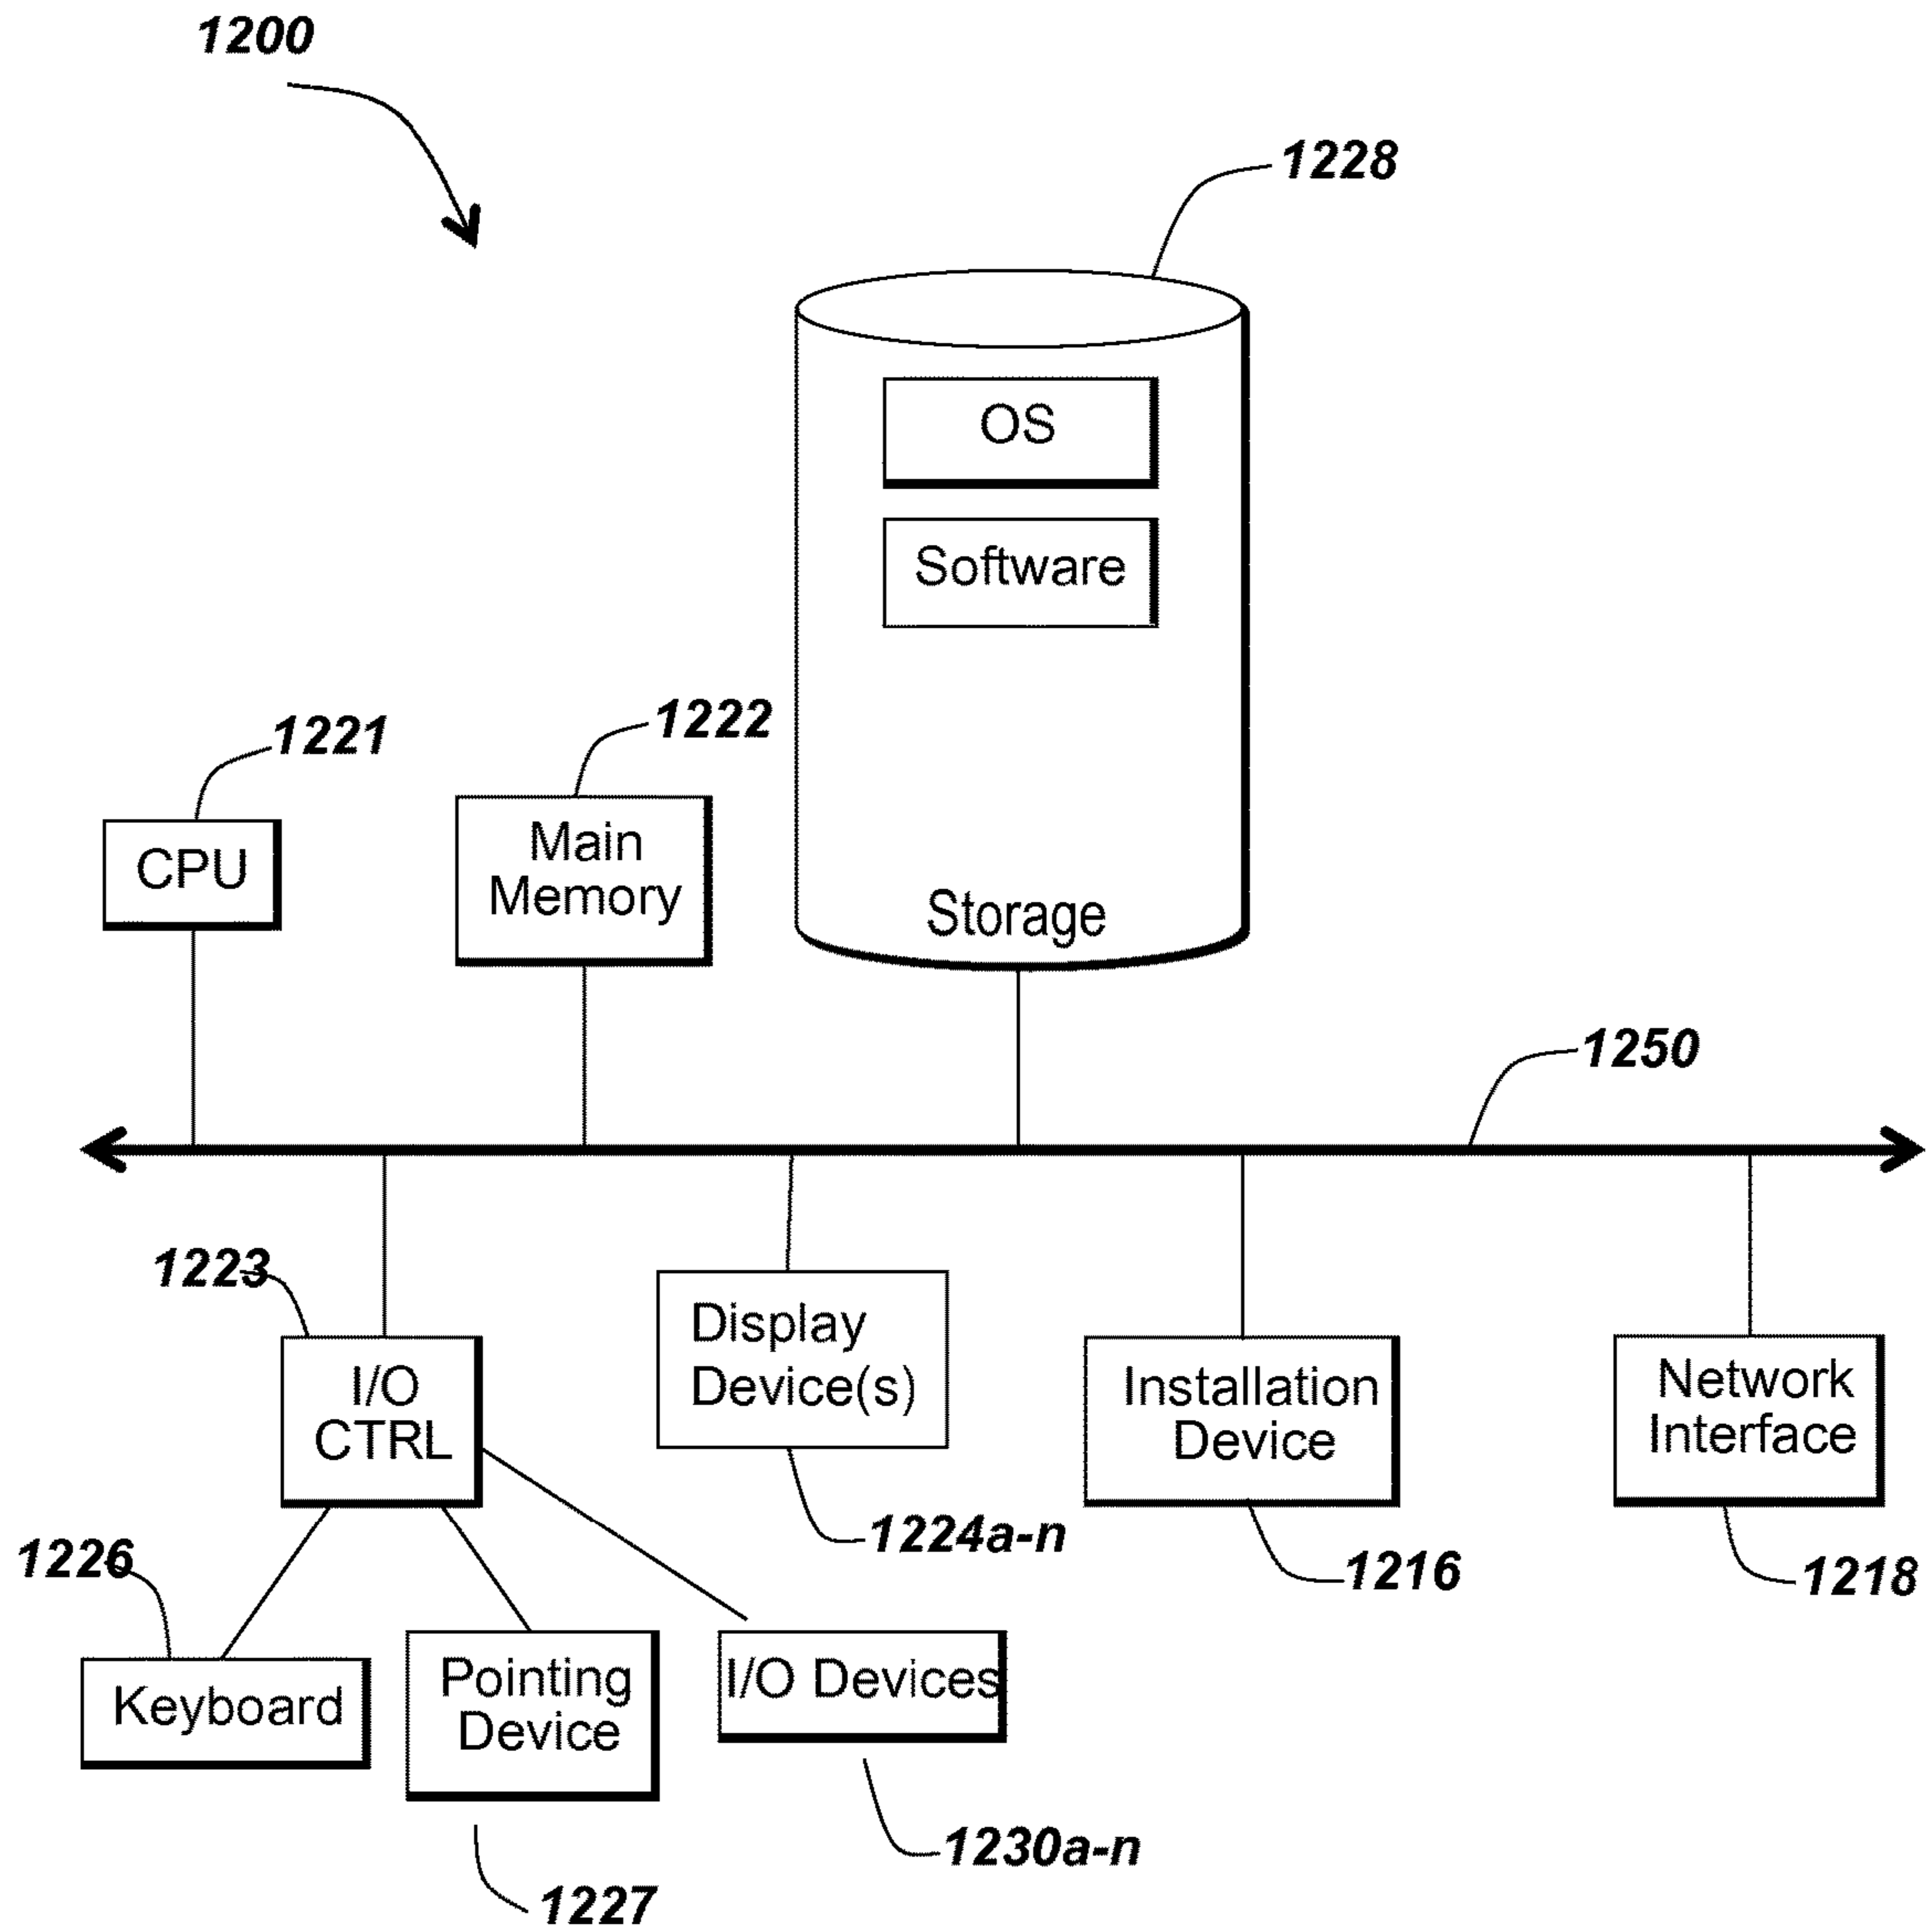 1200
1228
OS
Software
1221
1222
CPU
Main
Memory
Storage
1250
1223
Display
Device(s)
I/O
CTRL
Installation
Device
Network
Interface
1224a-n
1216
1218
1226
Keyboard
Pointing
Device
I/O Devices
1230a-n
1227